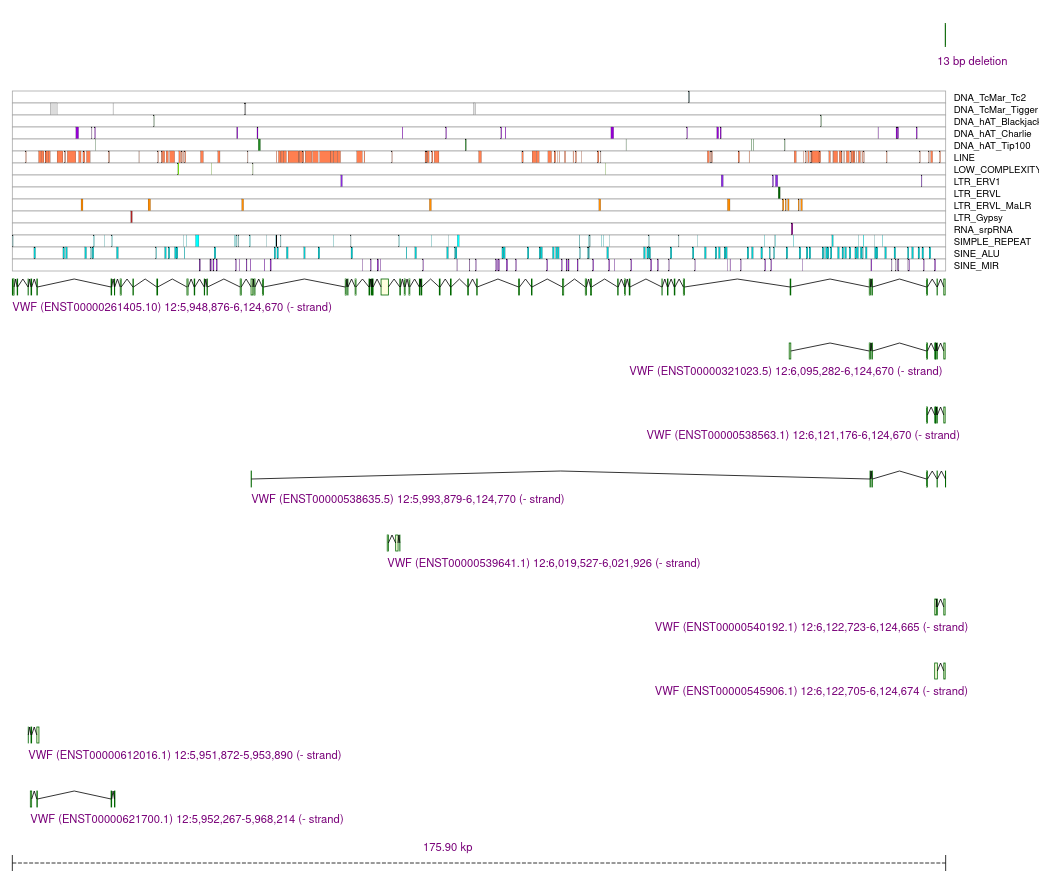 13 bp deletion
DNA_TcMar_Tc2
DNA_TcMar_Tigger
DNA_hAT_Blackjack
DNA_hAT_Charlie
DNA_hAT_Tip100
LINE
LOW_COMPLEXITY
LTR_ERV1
LTR_ERVL
LTR_ERVL_MaLR
LTR_Gypsy
RNA_srpRNA
SIMPLE_REPEAT
SINE_ALU
SINE_MIR
VWF (ENST00000261405.10) 12:5,948,876-6,124,670 (- strand)
VWF (ENST00000321023.5) 12:6,095,282-6,124,670 (- strand)
VWF (ENST00000538563.1) 12:6,121,176-6,124,670 (- strand)
VWF (ENST00000538635.5) 12:5,993,879-6,124,770 (- strand)
VWF (ENST00000539641.1) 12:6,019,527-6,021,926 (- strand)
VWF (ENST00000540192.1) 12:6,122,723-6,124,665 (- strand)
VWF (ENST00000545906.1) 12:6,122,705-6,124,674 (- strand)
VWF (ENST00000612016.1) 12:5,951,872-5,953,890 (- strand)
VWF (ENST00000621700.1) 12:5,952,267-5,968,214 (- strand)
175.90 kp